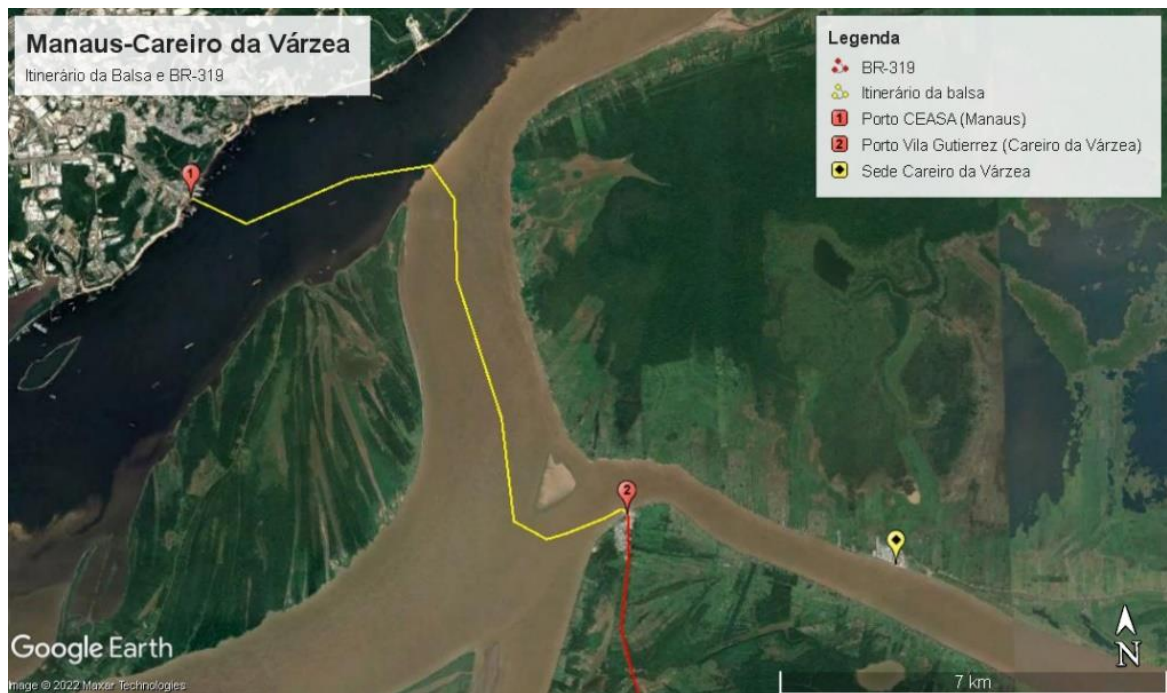 Manaus-Careiro da Várzea
Itinerário da Balsa e BR-319
Legenda
BR-319
Itinerário da balsa
1 Porto CEASA (Manaus)
2 Porto Vila Gutierrez (Careiro da Várzea)
Sede Careiro da Várzea
1
2
Google Earth
Image © 2022 Maxar Technologies
N
7 km